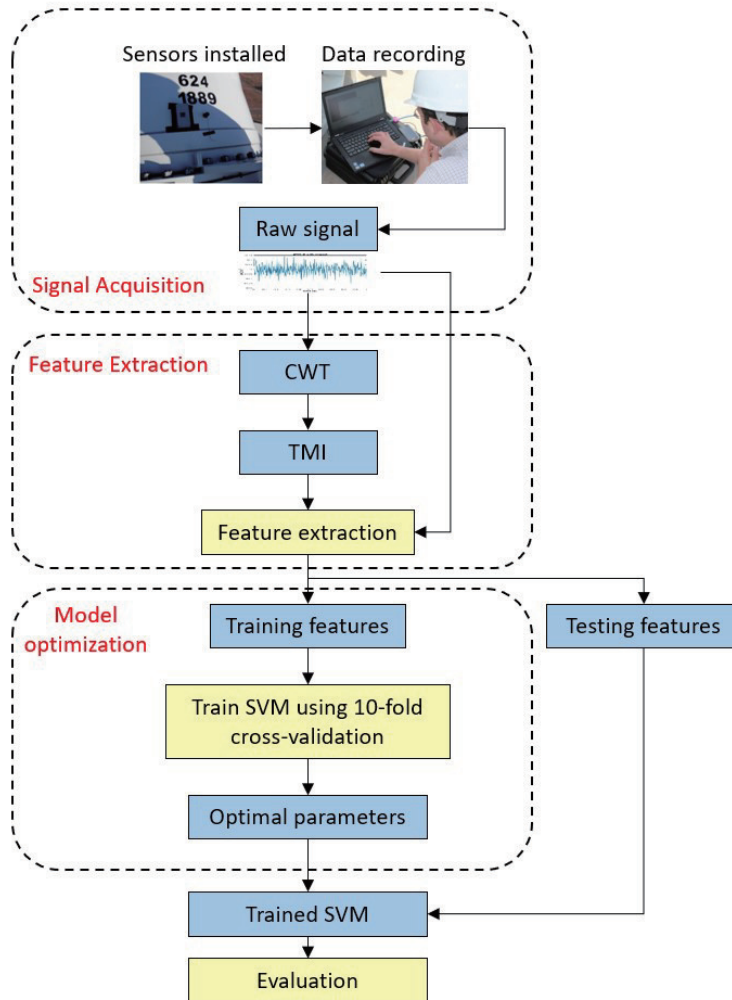 Sensors installed
Data recording
624
1889
Raw signal
Signal Acquisition
Feature Extraction
CWT
TMI
Feature extraction
Model
optimization
Training features
Testing features
Train SVM using 10-fold
cross-validation
Optimal parameters
Trained SVM
Evaluation